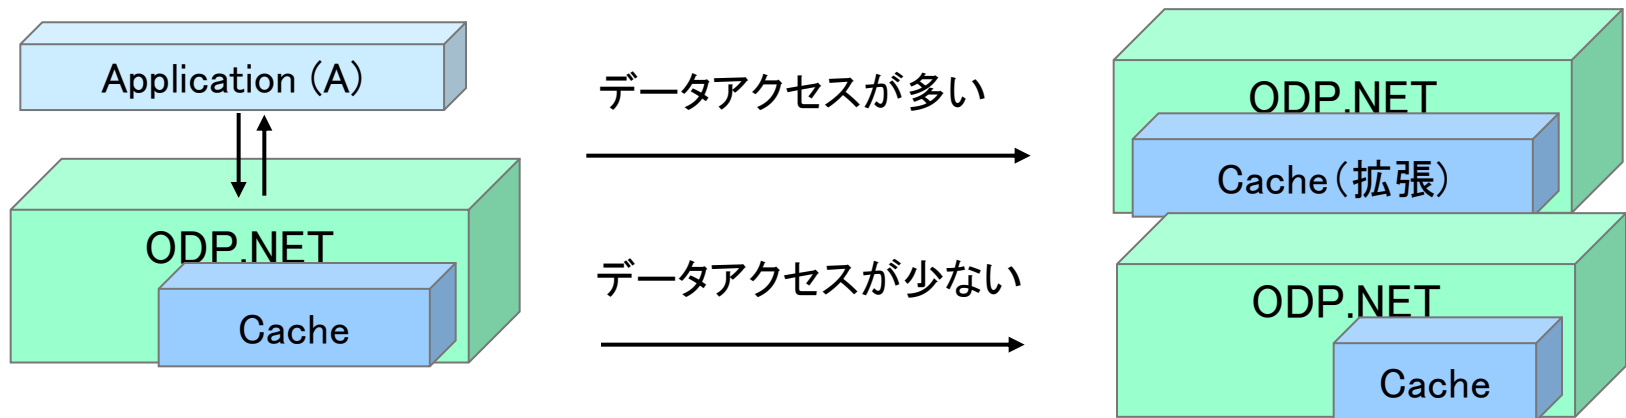 Application (A)
ODP.NET
Cache
データアクセスが多い
データアクセスが少ない
ODP.NET
Cache（拡張）
ODP.NET
Cache